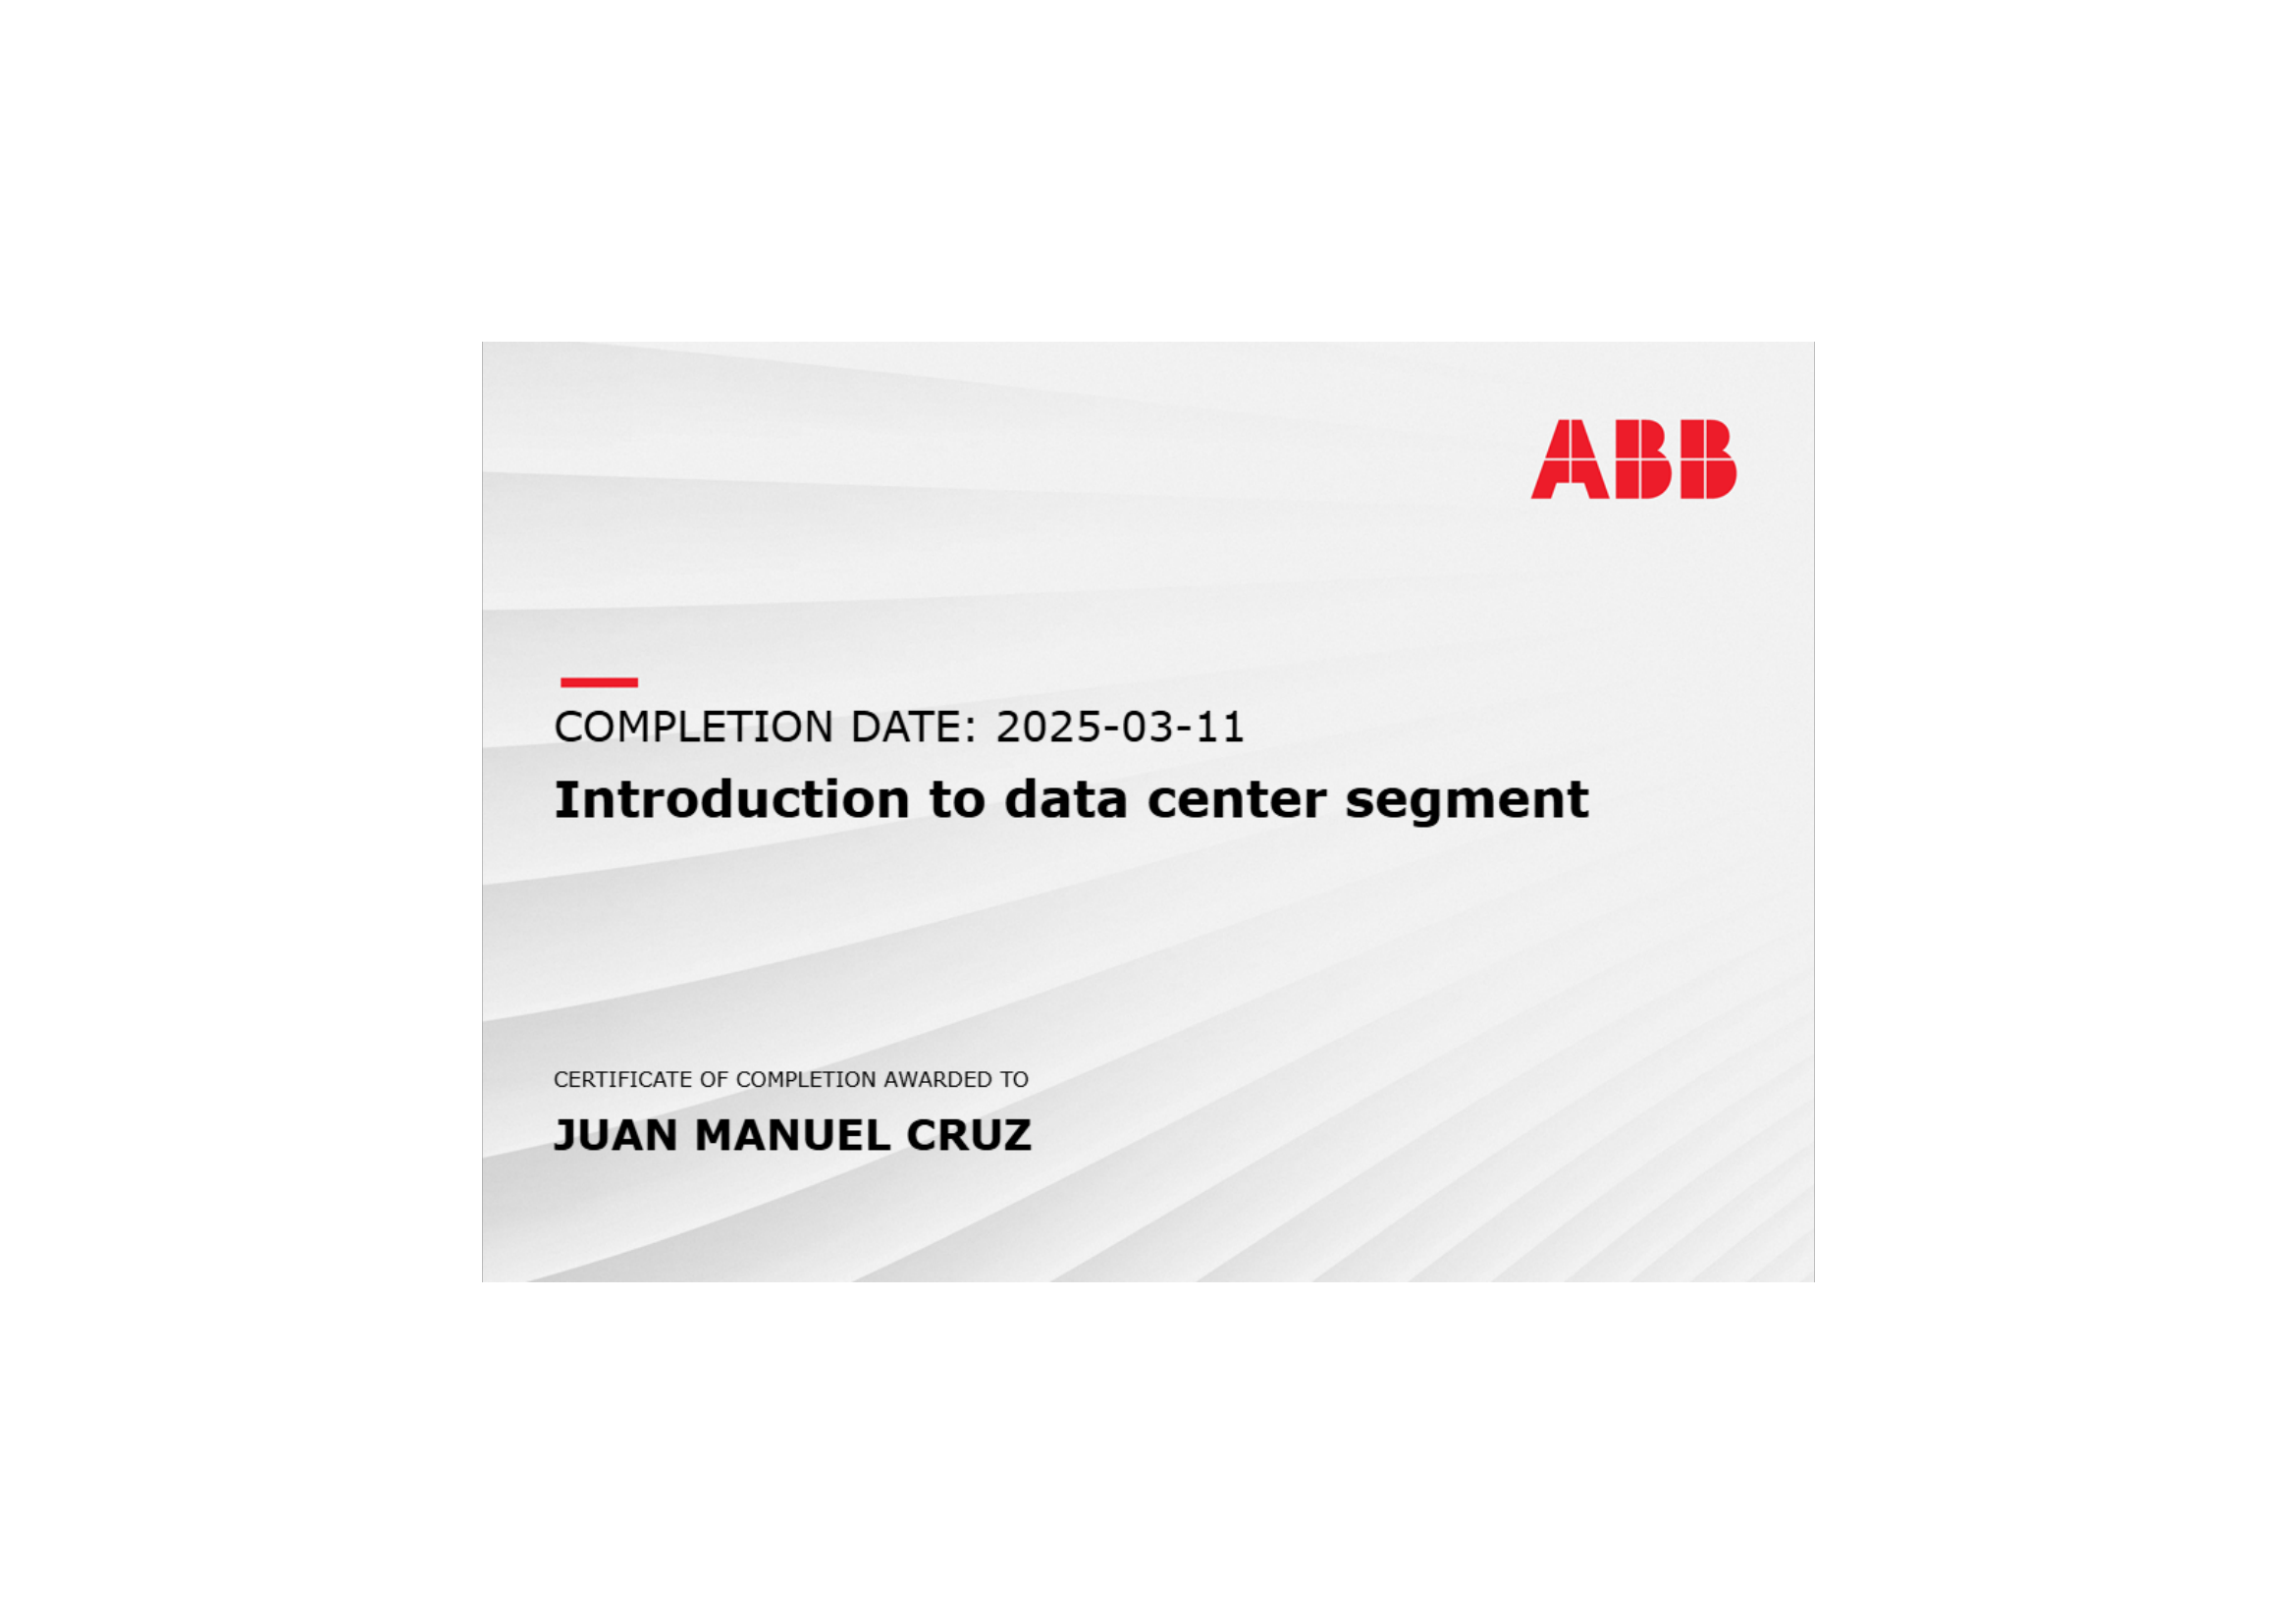 ABB
COMPLETION DATE: 2025-03-11
Introduction to data center segment
CERTIFICATE OF COMPLETION AWARDED TO
JUAN MANUEL CRUZ